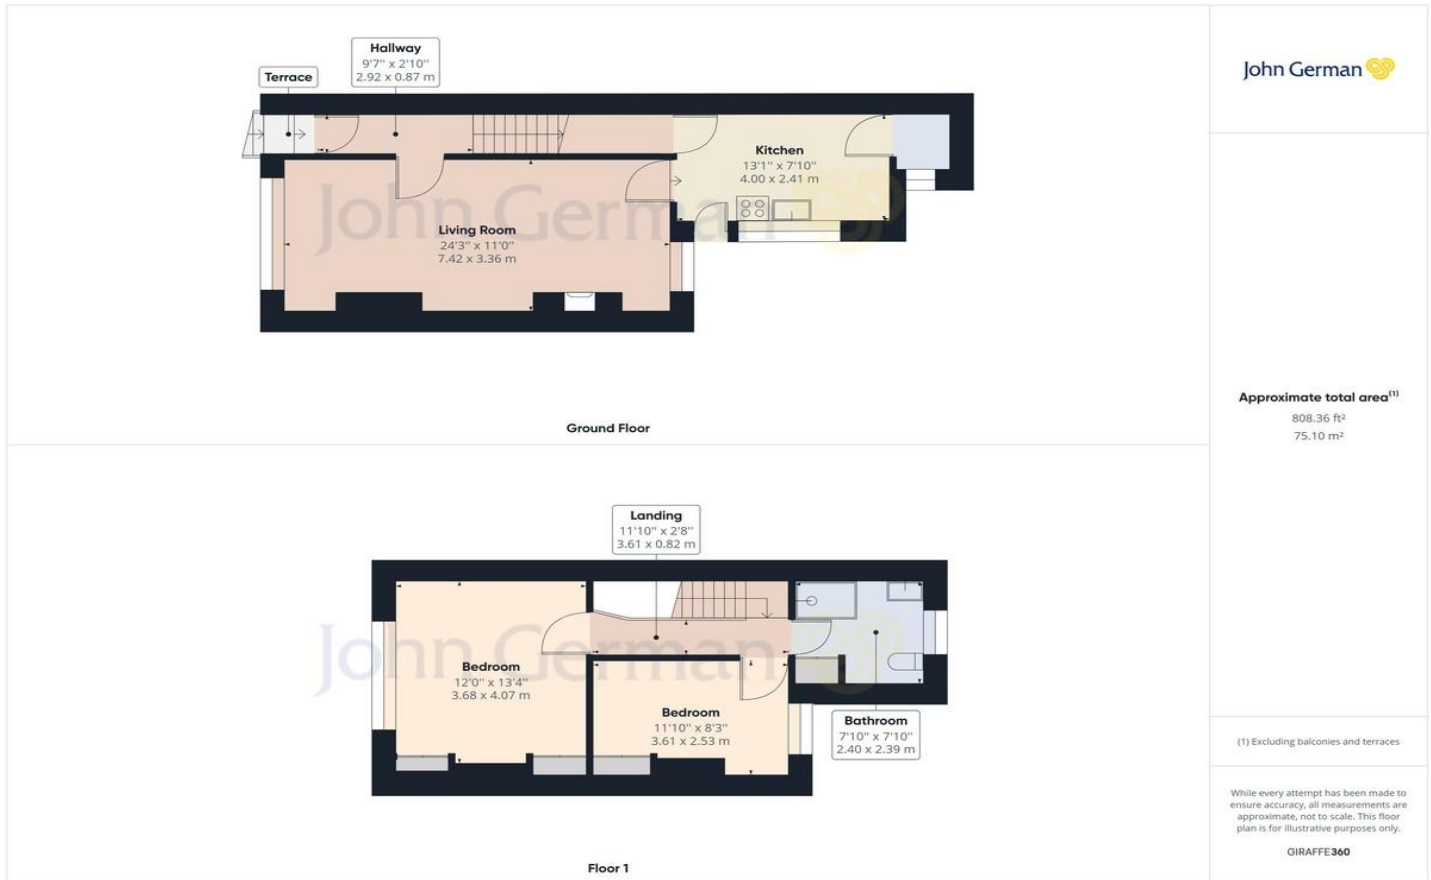 Hallway
9'7" x 2'10"
2.92 x 0.87 m
Terrace
Kitchen
13'1" x 7'10"
4.00 x 2.41 m
John German
Living Room
24'3" x 11'0"
7.42 x 3.36 m
Ground Floor
Landing
11'10" x 2'8"
3.61 x 0.82 m
John German
Bedroom
12'0" x 13'4"
3.68 x 4.07 m
Bedroom
11'10" x 8'3"
3.61 x 2.53 m
Bathroom
7'10" x 7'10"
2.40 x 2.39 m
Floor 1
John German
Approximate total area(1)
808.36 ft²
75.10 m²
(1) Excluding balconies and terraces
While every attempt has been made to
ensure accuracy, all measurements are
approximate, not to scale. This floor
plan is for illustrative purposes only.
GIRAFFE360